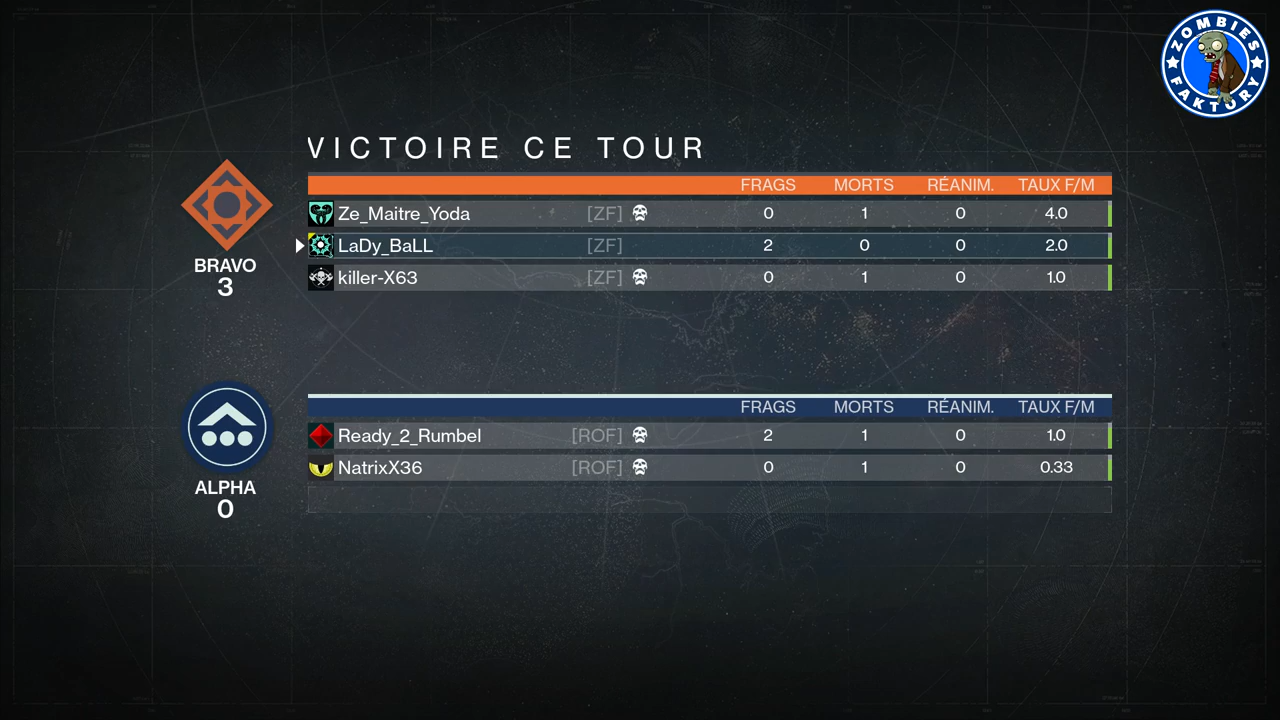 ZOMBIES
FAKTORY
VICTOIRE CE TOUR
FRAGS MORTS RÉANIM. TAUX F/M
Ze_Maitre_Yoda [ZF] 0 1 0 4.0
LaDy_BaLL [ZF] 2 0 0 2.0
killer-X63 [ZF] 0 1 0 1.0
BRAVO
3
FRAGS MORTS RÉANIM. TAUX F/M
Ready_2_Rumbel [ROF] 2 1 0 1.0
NatrixX36 [ROF] 0 1 0 0.33
ALPHA
0